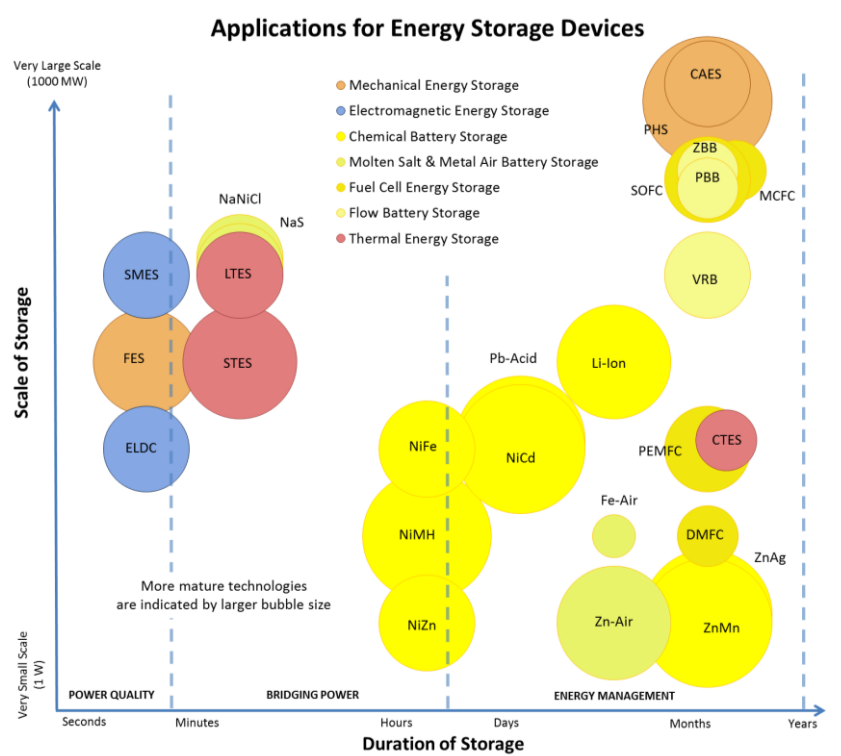 Applications for Energy Storage Devices
Very Large Scale
(1000 MW)
Mechanical Energy Storage
Electromagnetic Energy Storage
Chemical Battery Storage
Molten Salt & Metal Air Battery Storage
Fuel Cell Energy Storage
Flow Battery Storage
Thermal Energy Storage
CAES
PHS
ZBB
PBB
SOFC
MCFC
NaNiCl
NaS
SMES
LTES
VRB
FES
STES
Pb-Acid
Li-Ion
ELDC
NiFe
NiCd
PEMFC
CTES
Fe-Air
NiMH
DMFC
ZnAg
More mature technologies
are indicated by larger bubble size
NiZn
Zn-Air
ZnMn
Scale of Storage
Very Small Scale
(1 W)
POWER QUALITY
BRIDGING POWER
ENERGY MANAGEMENT
Seconds
Minutes
Hours
Days
Months
Years
Duration of Storage